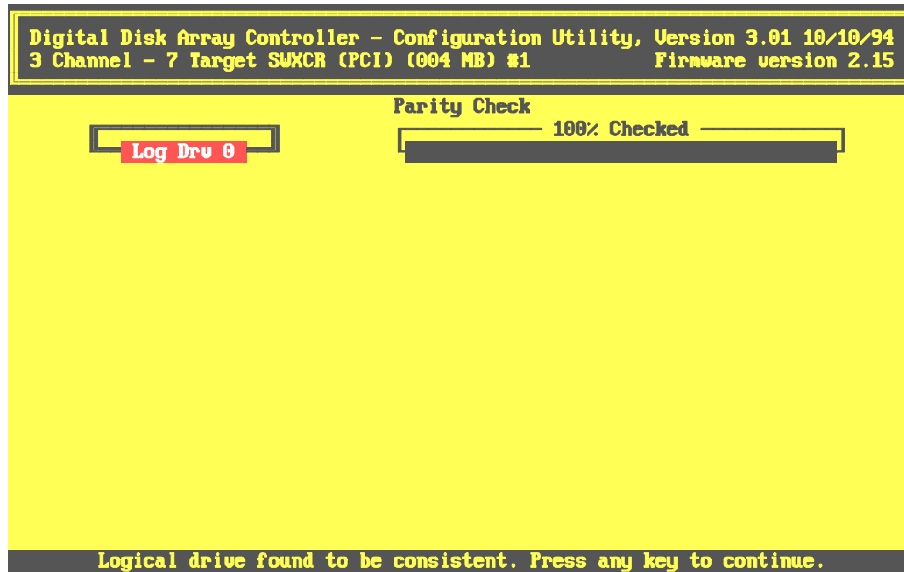 Digital Disk Array Controller - Configuration Utility, Version 3.01 10/10/94
3 Channel - 7 Target SWXCR (PCI) (004 MB) #1 Firmware version 2.15
Parity Check
100% Checked
Log Drv 0
Logical drive found to be consistent. Press any key to continue.